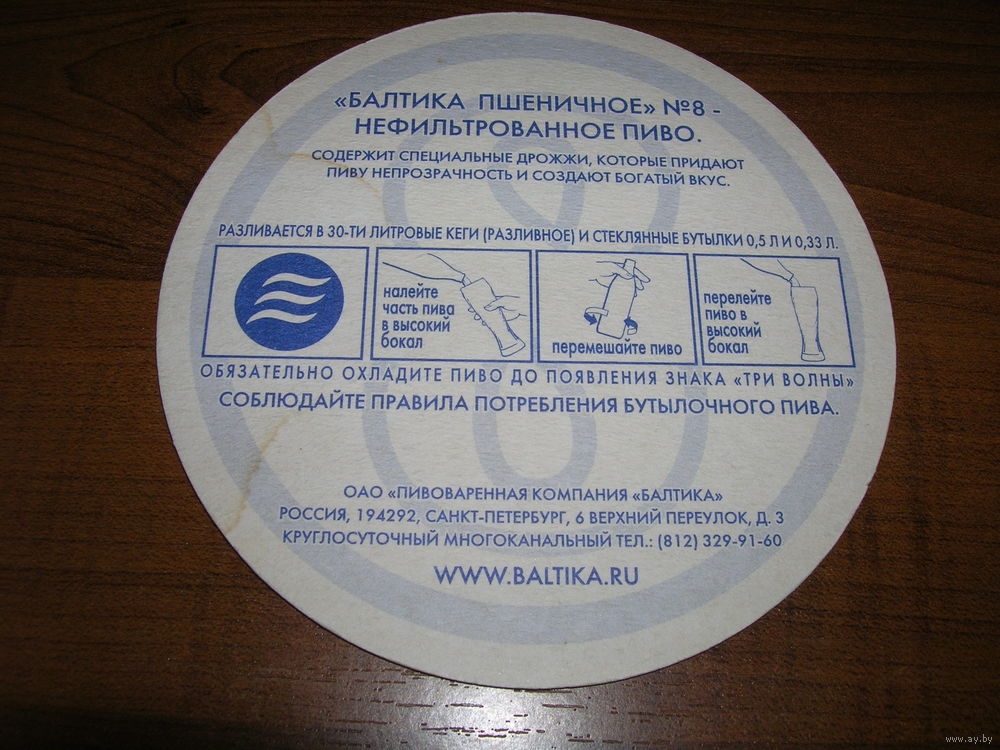 «БАЛТИКА ПШЕНИЧНОЕ» №8 -
НЕФИЛЬТРОВАННОЕ ПИВО.
СОДЕРЖИТ СПЕЦИАЛЬНЫЕ ДРОЖЖИ, КОТОРЫЕ ПРИДАЮТ
ПИВУ НЕПРОЗРАЧНОСТЬ И СОЗДАЮТ БОГАТЫЙ ВКУС.
РАЗЛИВАЕТСЯ В 30-ТИ ЛИТРОВЫЕ КЕГИ (РАЗЛИВНОЕ) И СТЕКЛЯННЫЕ БУТЫЛКИ 0,5 Л И 0,33 Л.
налейте
часть пива
в высокий
бокал
перемешайте пиво
перелейте
пиво в
высокий
бокал
ОБЯЗАТЕЛЬНО ОХЛАДИТЕ ПИВО ДО ПОЯВЛЕНИЯ ЗНАКА «ТРИ ВОЛНЫ»
СОБЛЮДАЙТЕ ПРАВИЛА ПОТРЕБЛЕНИЯ БУТЫЛОЧНОГО ПИВА.
ОАО «ПИВОВАРЕННАЯ КОМПАНИЯ «БАЛТИКА»
РОССИЯ, 194292, САНКТ-ПЕТЕРБУРГ, 6 ВЕРХНИЙ ПЕРЕУЛОК, Д. 3
КРУГЛОСУТОЧНЫЙ МНОГОКАНАЛЬНЫЙ ТЕЛ.: (812) 329-91-60
WWW.BALTIKA.RU
www.ay.by